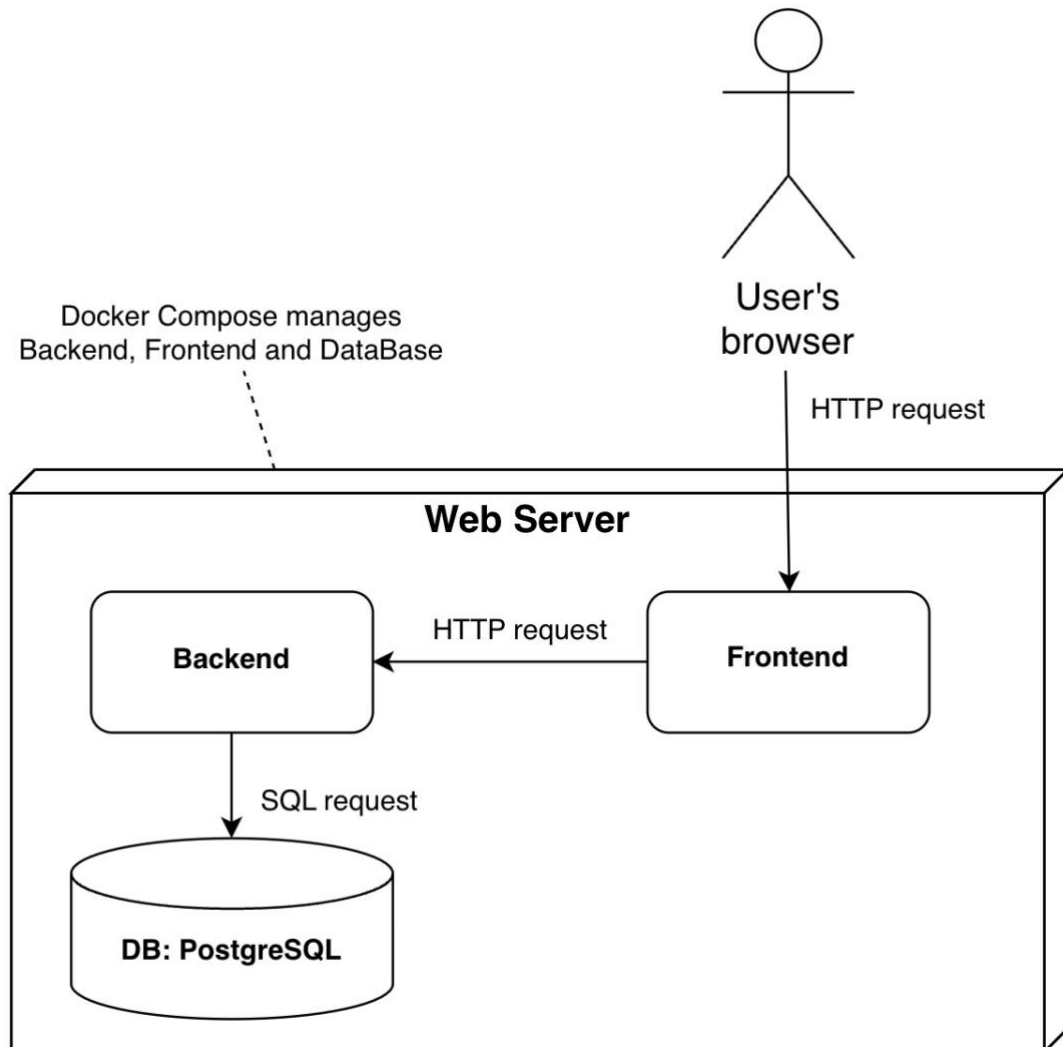 User's
browser
Docker Compose manages
Backend, Frontend and DataBase
HTTP request
Web Server
Backend
HTTP request
Frontend
SQL request
DB: PostgreSQL